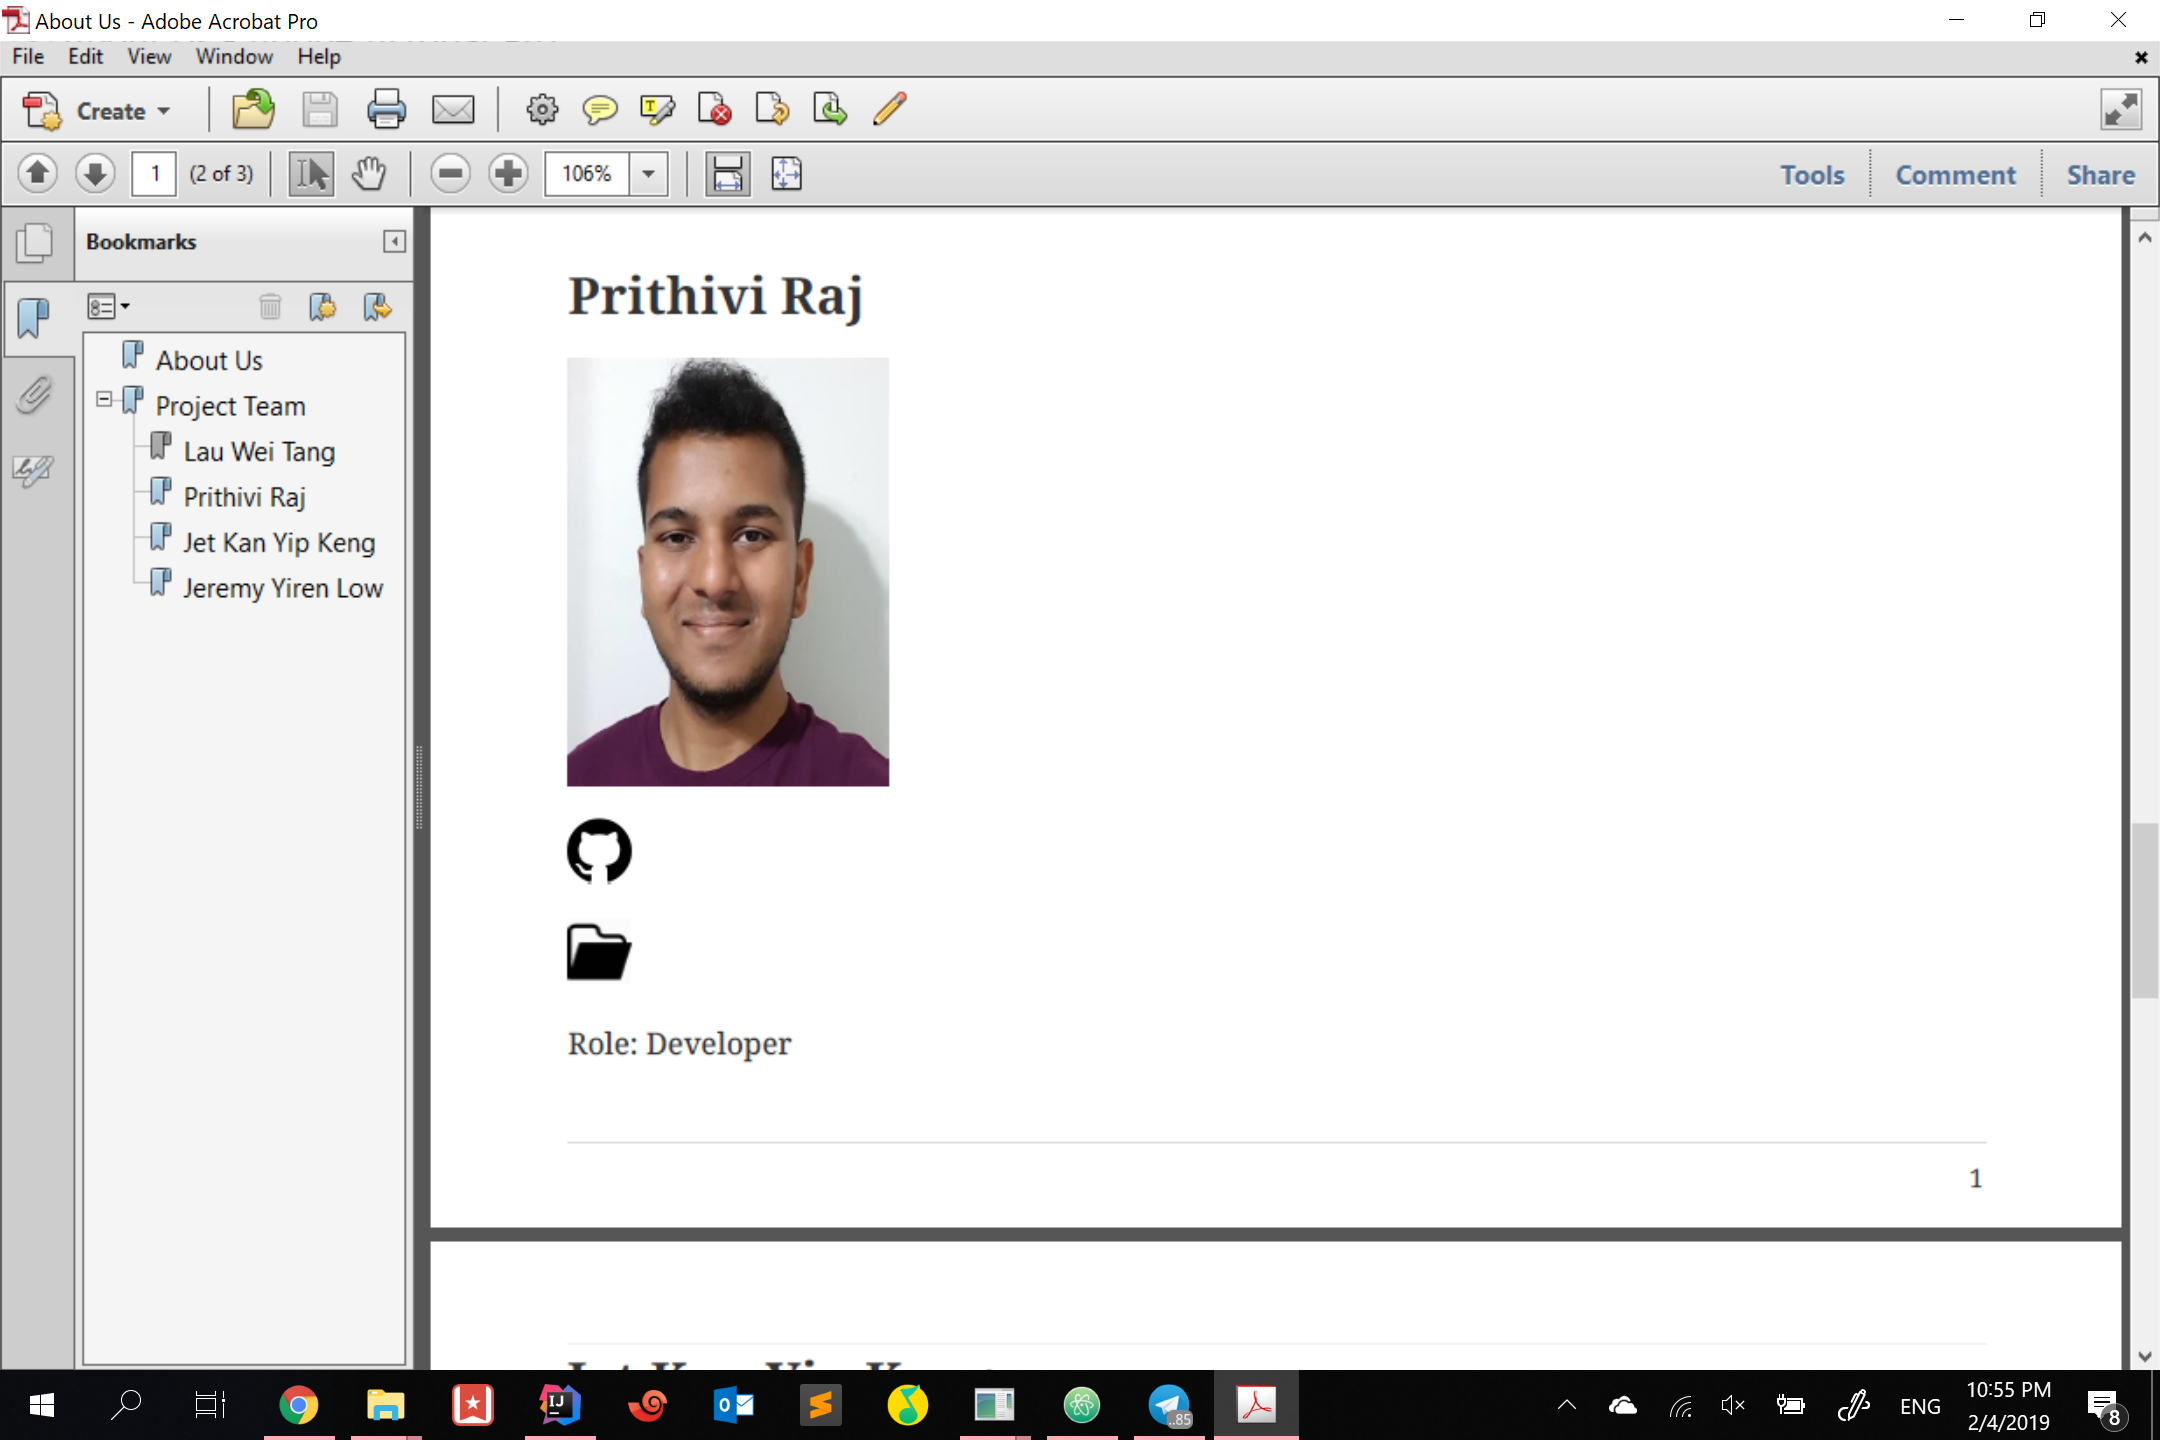 About Us - Adobe Acrobat Pro
File Edit View Window Help
Create
1 (2 of 3) 106% Tools Comment Share
Bookmarks
About Us
Project Team
Lau Wei Tang
Prithivi Raj
Jet Kan Yip Keng
Jeremy Yiren Low
Prithivi Raj
Role: Developer
1
ENG
10:55 PM
2/4/2019
8
..85
IJ